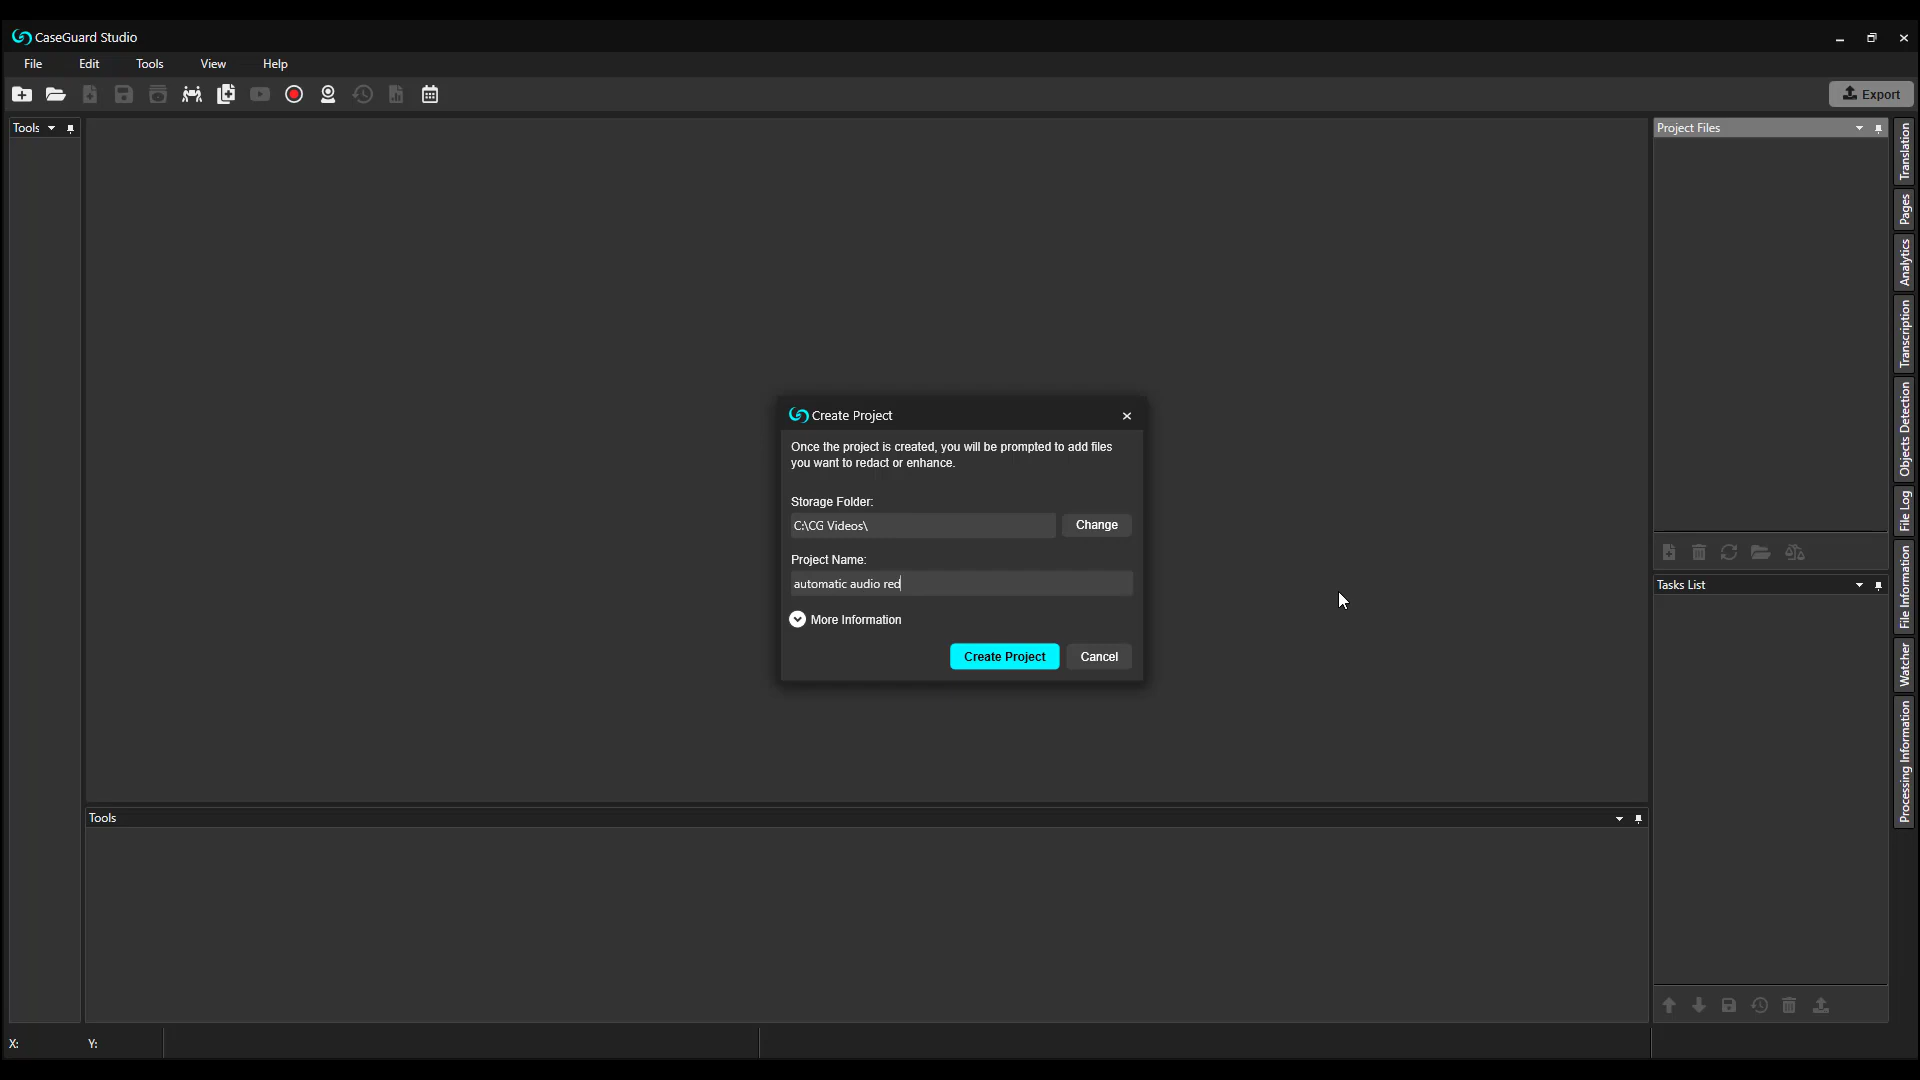 CaseGuard Studio
File Edit Tools View Help
Export
Tools
Project Files
Create Project
Once the project is created, you will be prompted to add files
you want to redact or enhance.
Storage Folder:
C:\CG Videos\
Change
Project Name:
automatic audio red
More Information
Create Project
Cancel
Tasks List
Tools
X: Y:
Translation
Pages
Analytics
Transcription
Objects Detection
File Log
File Information
Watcher
Processing Information